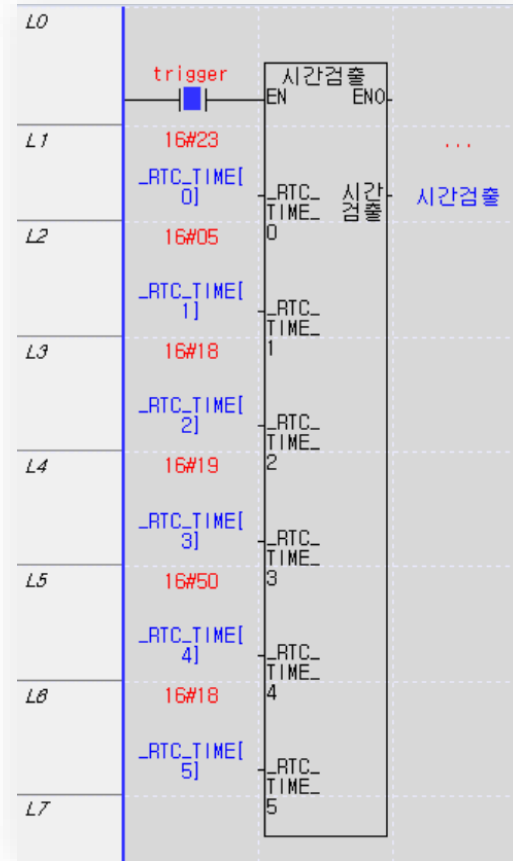 L0
trigger
시간검출
EN ENO
L1
16#23
...
_RTC_TIME[
0]
_RTC_
TIME_
0
시간
검출
시간검출
L2
16#05
_RTC_TIME[
1]
_RTC_
TIME_
1
L3
16#18
_RTC_TIME[
2]
_RTC_
TIME_
2
L4
16#19
_RTC_TIME[
3]
_RTC_
TIME_
3
L5
16#50
_RTC_TIME[
4]
_RTC_
TIME_
4
L6
16#18
_RTC_TIME[
5]
_RTC_
TIME_
5
L7